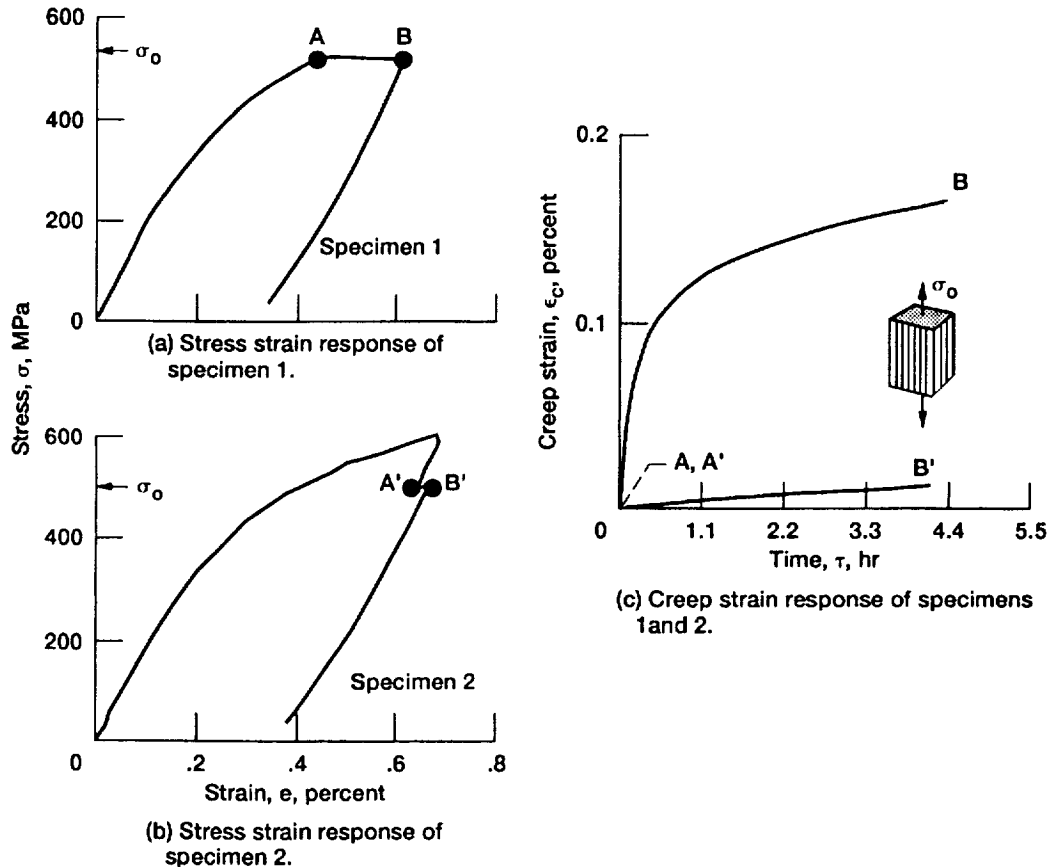 Stress, σ, MPa
600
σo
400
200
0
A
B
Specimen 1
(a) Stress strain response of
specimen 1.
600
σo
400
200
0
A' B'
Specimen 2
.2 .4 .6 .8
Strain, e, percent
(b) Stress strain response of
specimen 2.
Creep strain, ϵc, percent
0.2
0.1
B
σo
A, A'
B'
0 1.1 2.2 3.3 4.4 5.5
Time, τ, hr
(c) Creep strain response of specimens
1and 2.